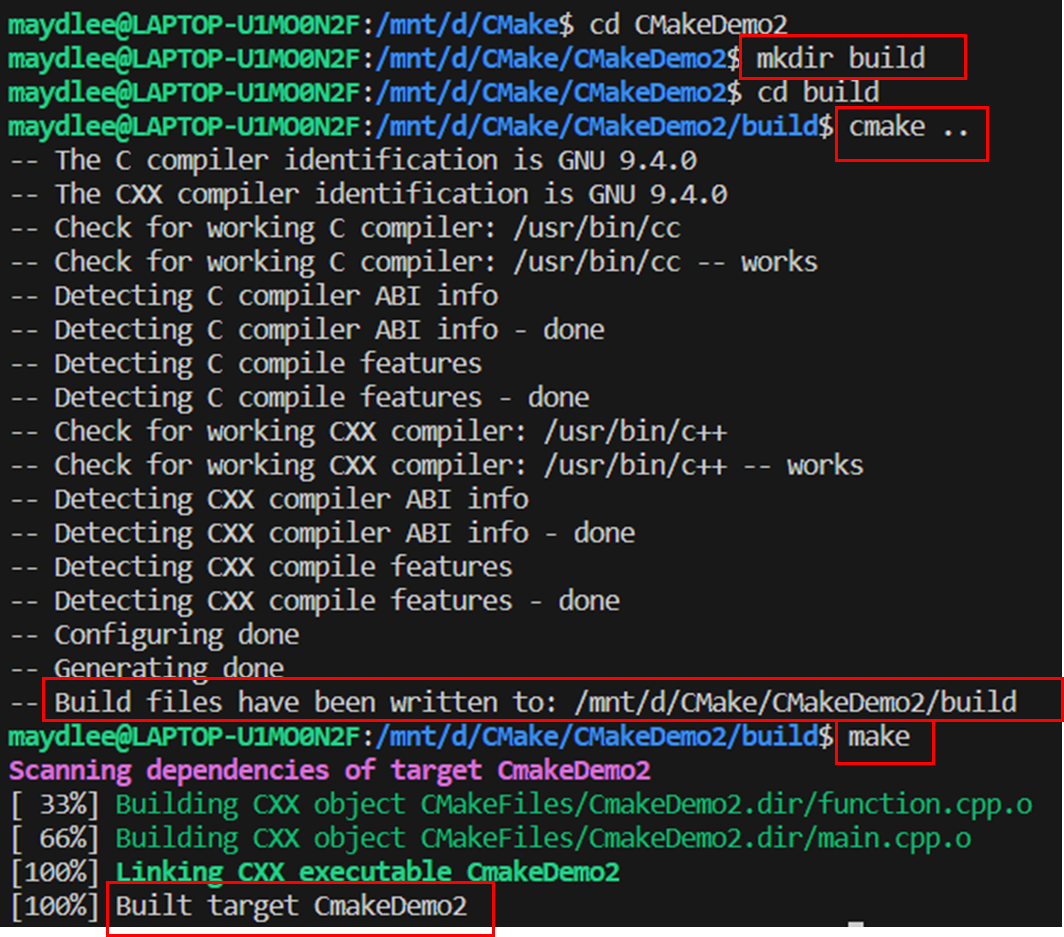 maydlee@LAPTOP-U1MO0N2F:/mnt/d/CMake$ cd CMakeDemo2
maydlee@LAPTOP-U1MO0N2F:/mnt/d/CMake/CMakeDemo2$ mkdir build
maydlee@LAPTOP-U1MO0N2F:/mnt/d/CMake/CMakeDemo2$ cd build
maydlee@LAPTOP-U1MO0N2F:/mnt/d/CMake/CMakeDemo2/build$ cmake ..
-- The C compiler identification is GNU 9.4.0
-- The CXX compiler identification is GNU 9.4.0
-- Check for working C compiler: /usr/bin/cc
-- Check for working C compiler: /usr/bin/cc -- works
-- Detecting C compiler ABI info
-- Detecting C compiler ABI info - done
-- Detecting C compile features
-- Detecting C compile features - done
-- Check for working CXX compiler: /usr/bin/c++
-- Check for working CXX compiler: /usr/bin/c++ -- works
-- Detecting CXX compiler ABI info
-- Detecting CXX compiler ABI info - done
-- Detecting CXX compile features
-- Detecting CXX compile features - done
-- Configuring done
-- Generating done
-- Build files have been written to: /mnt/d/CMake/CMakeDemo2/build
maydlee@LAPTOP-U1MO0N2F:/mnt/d/CMake/CMakeDemo2/build$ make
Scanning dependencies of target CmakeDemo2
[ 33%] Building CXX object CMakeFiles/CmakeDemo2.dir/function.cpp.o
[ 66%] Building CXX object CMakeFiles/CmakeDemo2.dir/main.cpp.o
[100%] Linking CXX executable CmakeDemo2
[100%] Built target CmakeDemo2